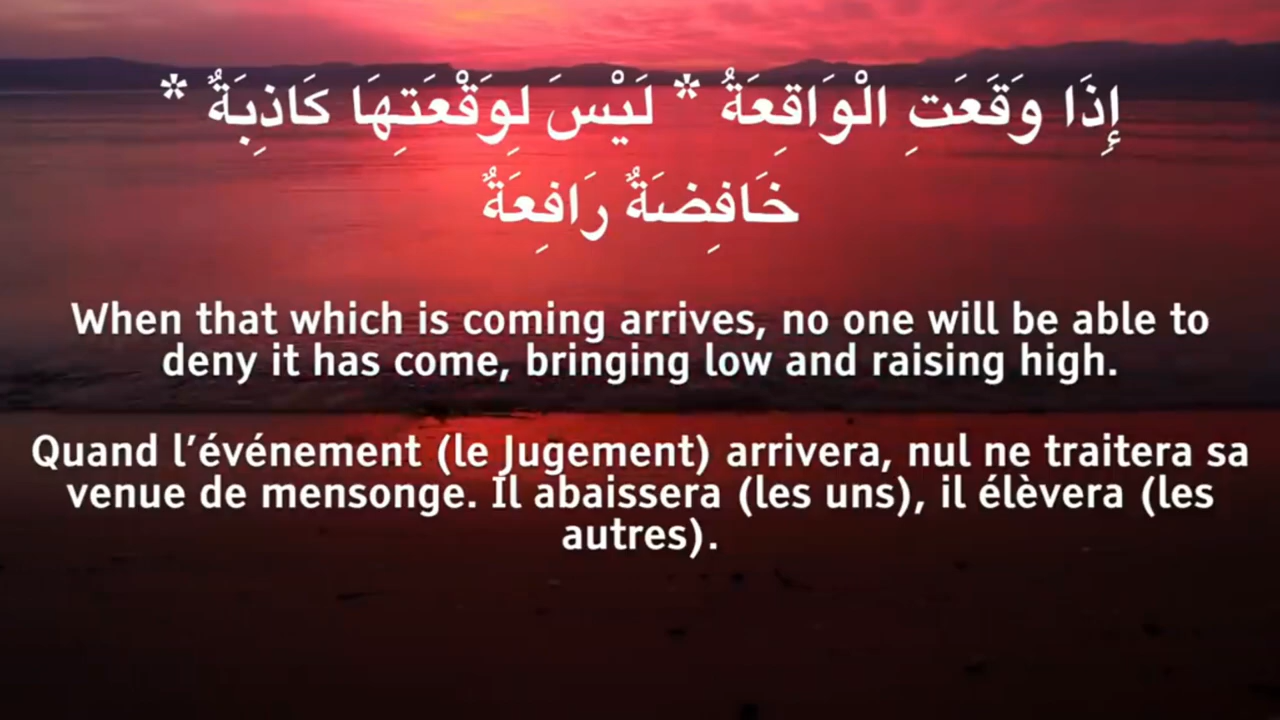 إِذَا وَقَعَتِ الْوَاقِعَةُ * لَيْسَ لِوَقْعَتِهَا كَاذِبَةٌ *
خَافِضَةٌ رَافِعَةٌ
When that which is coming arrives, no one will be able to
deny it has come, bringing low and raising high.
Quand l’événement (le Jugement) arrivera, nul ne traitera sa
venue de mensonge. Il abaissera (les uns), il élèvera (les
autres).